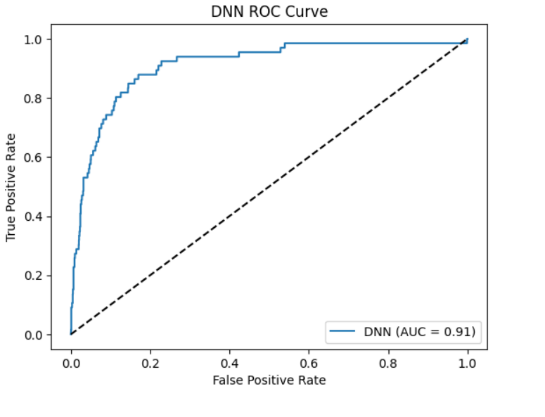 DNN ROC Curve
1.0
0.8
0.6
0.4
0.2
0.0
True Positive Rate
DNN (AUC = 0.91)
0.0 0.2 0.4 0.6 0.8 1.0
False Positive Rate